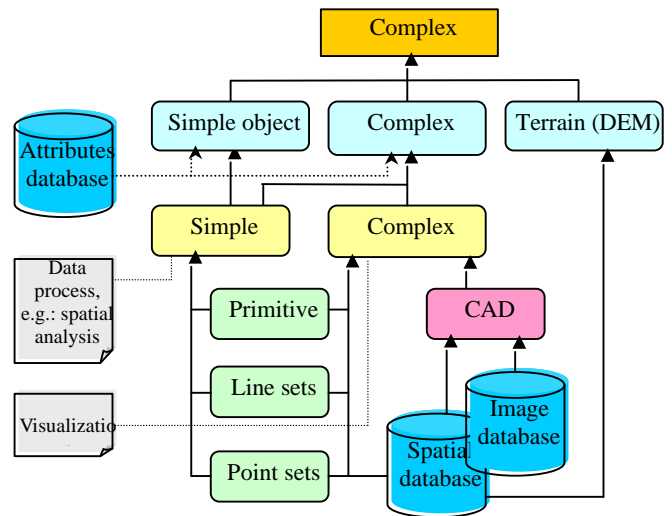 Complex
Simple object
Complex
Terrain (DEM)
Attributes
database
Simple
Complex
Data
process,
e.g.: spatial
analysis
Primitive
CAD
Line sets
Image
database
Visualizatio
Spatial
database
Point sets